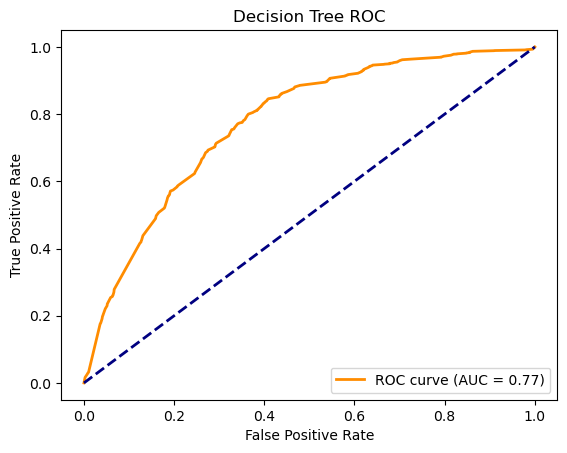 Decision Tree ROC
1.0
0.8
0.6
0.4
0.2
0.0
True Positive Rate
ROC curve (AUC = 0.77)
0.0 0.2 0.4 0.6 0.8 1.0
False Positive Rate